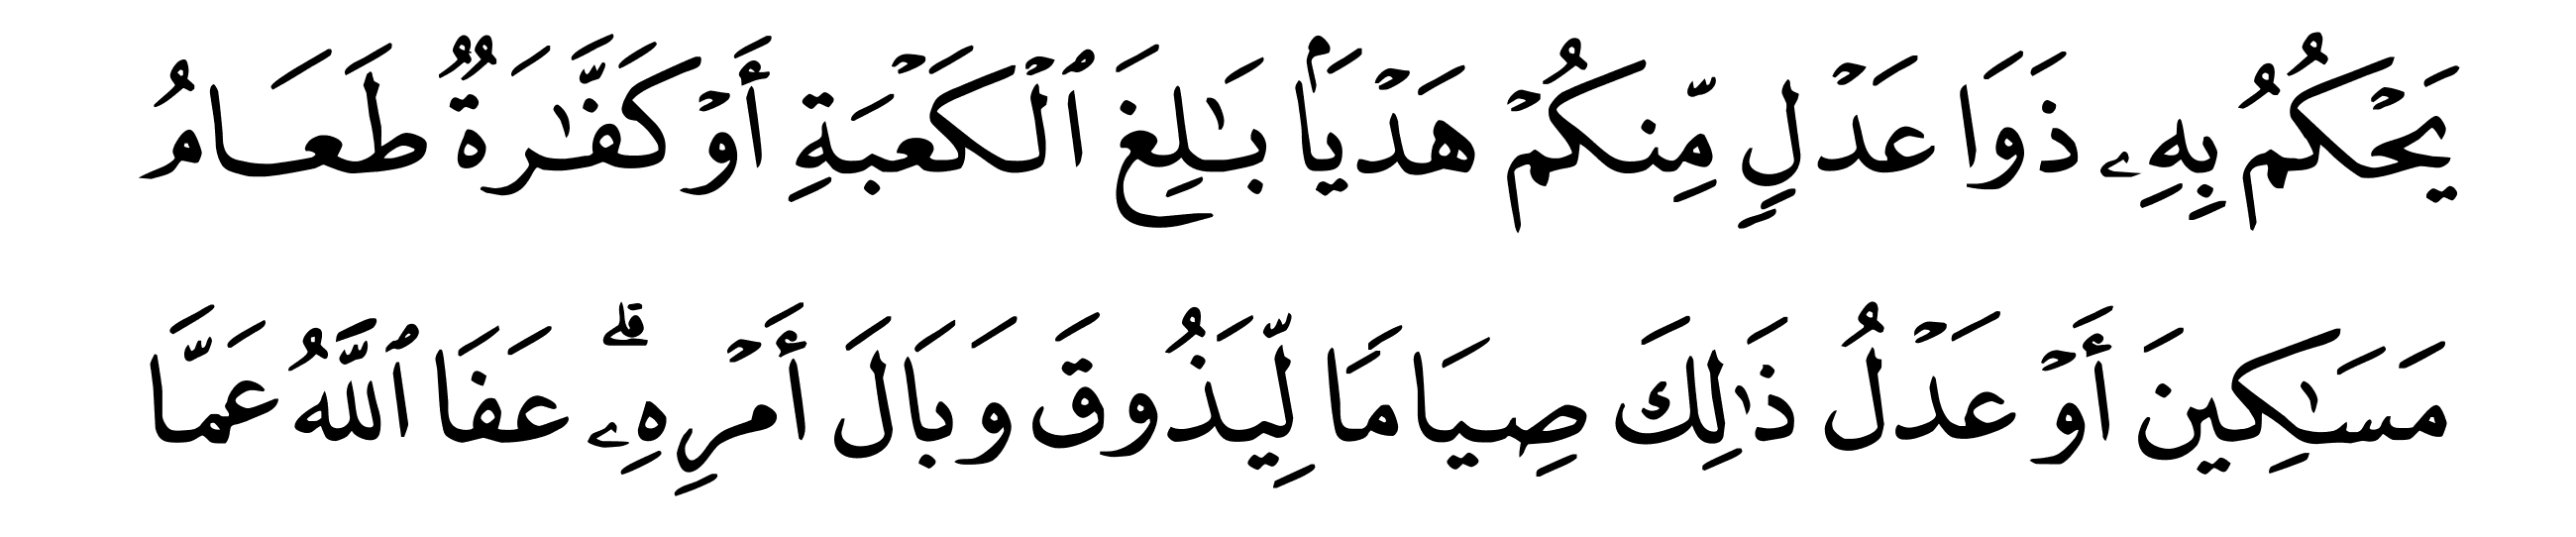 يَحۡكُمُ بِهِۦ ذَوَا عَدۡلٖ مِّنكُمۡ هَدۡيَۢا بَٰلِغَ ٱلۡكَعۡبَةِ أَوۡ كَفَّٰرَةٞ طَعَامُ
مَسَٰكِينَ أَوۡ عَدۡلُ ذَٰلِكَ صِيَامٗا لِّيَذُوقَ وَبَالَ أَمۡرِهِۦۗ عَفَا ٱللَّهُ عَمَّا